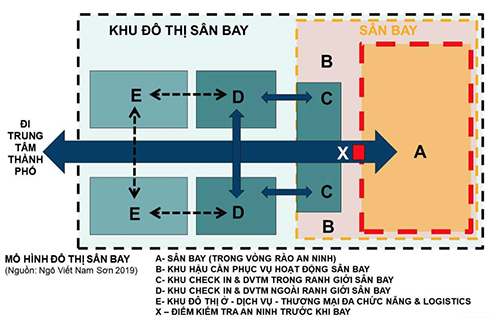 KHU ĐÔ THỊ SÂN BAY
SÂN BAY
B
E
D
C
ĐI
TRUNG
TÂM
THÀNH
PHỐ
X
A
E
D
C
B
MÔ HÌNH ĐÔ THỊ SÂN BAY
(Nguồn: Ngô Viết Nam Sơn 2019)
A- SÂN BAY (TRONG VÒNG RÀO AN NINH)
B- KHU HẬU CẦN PHỤC VỤ HOẠT ĐỘNG SÂN BAY
C- KHU CHECK IN & DVTM TRONG RANH GIỚI SÂN BAY
D- KHU CHECK IN & DVTM NGOÀI RANH GIỚI SÂN BAY
E- KHU ĐÔ THỊ Ở - DỊCH VỤ - THƯƠNG MẠI ĐA CHỨC NĂNG & LOGISTICS
X – ĐIỂM KIỂM TRA AN NINH TRƯỚC KHI BAY